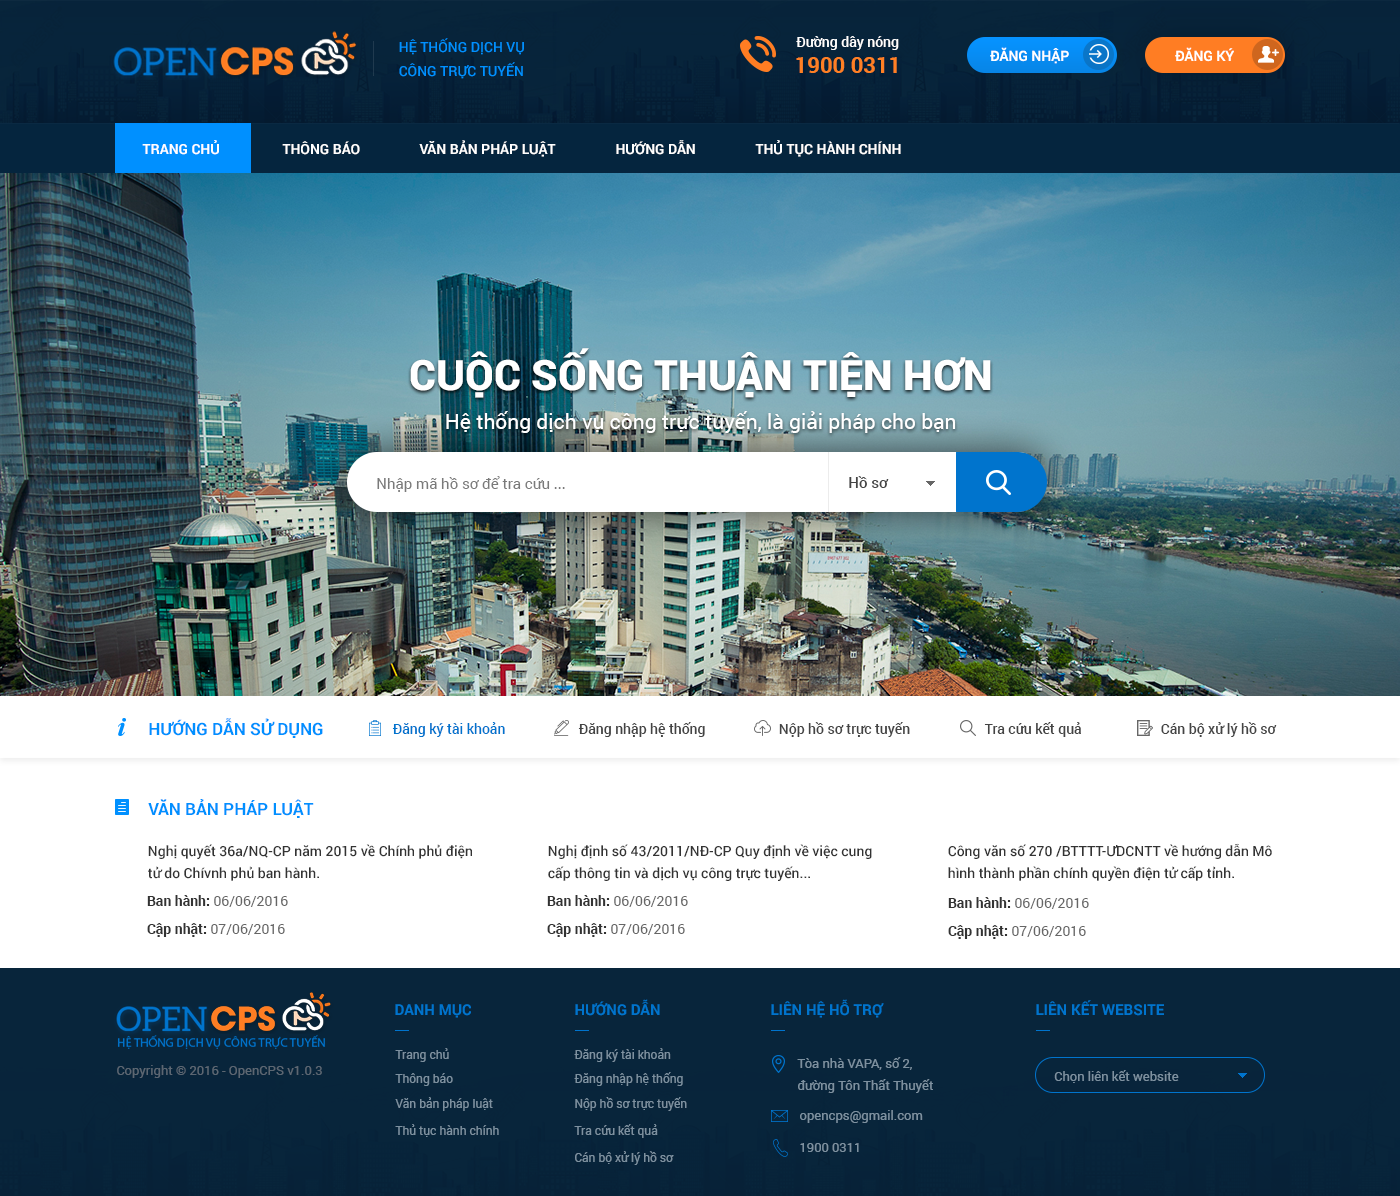 OPENCPS
HỆ THỐNG DỊCH VỤ
CÔNG TRỰC TUYẾN
Đường dây nóng
1900 0311
ĐĂNG NHẬP
ĐĂNG KÝ
TRANG CHỦ
THÔNG BÁO
VĂN BẢN PHÁP LUẬT
HƯỚNG DẪN
THỦ TỤC HÀNH CHÍNH
CUỘC SỐNG THUẬN TIỆN HƠN
Hệ thống dịch vụ công trực tuyến, là giải pháp cho bạn
Nhập mã hồ sơ để tra cứu ...
Hồ sơ
HƯỚNG DẪN SỬ DỤNG
Đăng ký tài khoản
Đăng nhập hệ thống
Nộp hồ sơ trực tuyến
Tra cứu kết quả
Cán bộ xử lý hồ sơ
VĂN BẢN PHÁP LUẬT
Nghị quyết 36a/NQ-CP năm 2015 về Chính phủ điện
tử do Chívnh phủ ban hành.
Ban hành: 06/06/2016
Cập nhật: 07/06/2016
Nghị định số 43/2011/NĐ-CP Quy định về việc cung
cấp thông tin và dịch vụ công trực tuyến...
Ban hành: 06/06/2016
Cập nhật: 07/06/2016
Công văn số 270 /BTTTT-ƯDCNTT về hướng dẫn Mô
hình thành phần chính quyền điện tử cấp tỉnh.
Ban hành: 06/06/2016
Cập nhật: 07/06/2016
OPENCPS
HỆ THỐNG DỊCH VỤ CÔNG TRỰC TUYẾN
Copyright © 2016 - OpenCPS v1.0.3
DANH MỤC
Trang chủ
Thông báo
Văn bản pháp luật
Thủ tục hành chính
HƯỚNG DẪN
Đăng ký tài khoản
Đăng nhập hệ thống
Nộp hồ sơ trực tuyến
Tra cứu kết quả
Cán bộ xử lý hồ sơ
LIÊN HỆ HỖ TRỢ
Tòa nhà VAPA, số 2,
đường Tôn Thất Thuyết
opencps@gmail.com
1900 0311
LIÊN KẾT WEBSITE
Chọn liên kết website